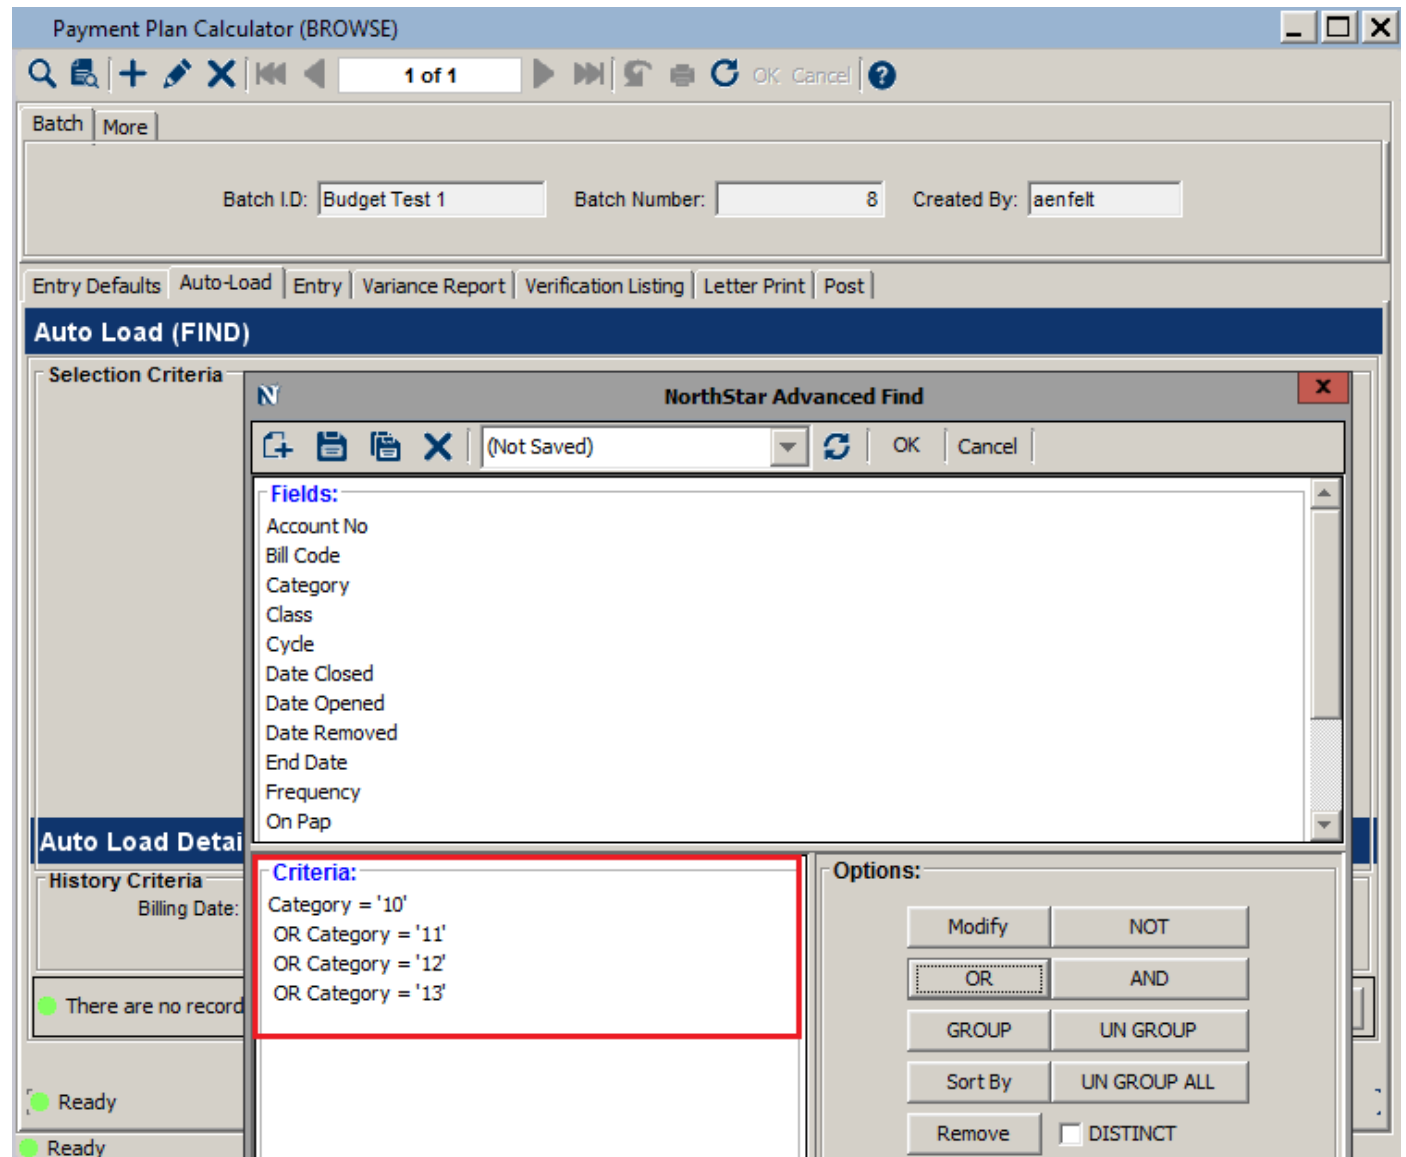 Payment Plan Calculator (BROWSE)
1 of 1 OK Cancel
Batch More
Batch I.D: Budget Test 1 Batch Number: 8 Created By: aenfelt
Entry Defaults Auto-Load Entry Variance Report Verification Listing Letter Print Post
Auto Load (FIND)
Selection Criteria
NorthStar Advanced Find
(Not Saved) OK Cancel
Fields:
Account No
Bill Code
Category
Class
Cycle
Date Closed
Date Opened
Date Removed
End Date
Frequency
On Pap
Auto Load Detai
History Criteria
Billing Date:
There are no record
Criteria:
Category = '10'
OR Category = '11'
OR Category = '12'
OR Category = '13'
Options:
Modify NOT
OR AND
GROUP UN GROUP
Sort By UN GROUP ALL
Remove DISTINCT
Ready
Ready